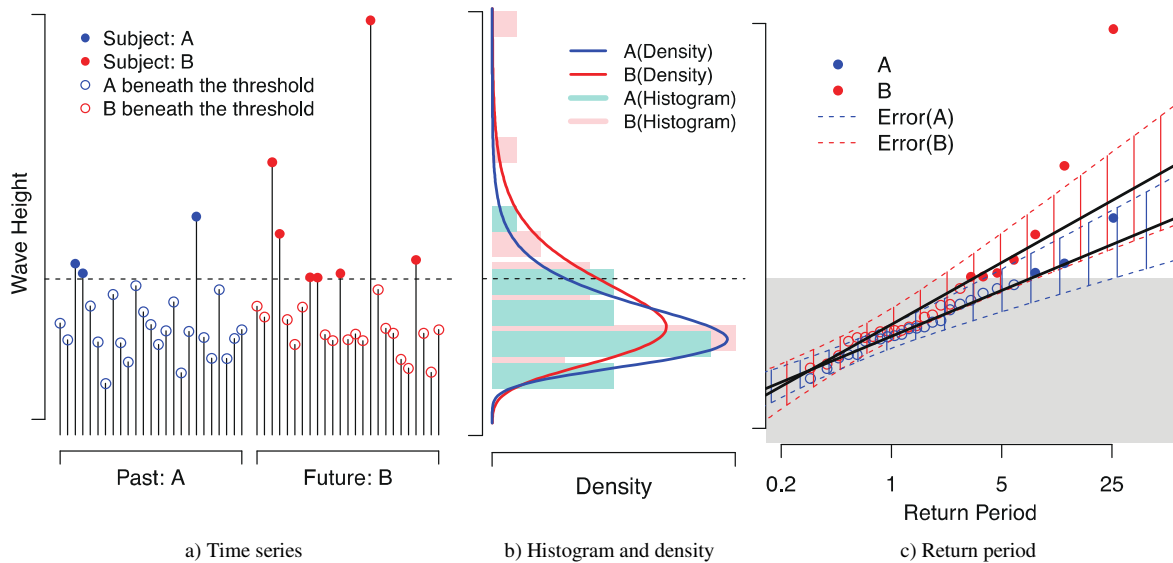 Wave Height
Subject: A
Subject: B
A beneath the threshold
B beneath the threshold
Past: A
Future: B
a) Time series
A(Density)
B(Density)
A(Histogram)
B(Histogram)
Density
b) Histogram and density
A
B
Error(A)
Error(B)
0.2 1 5 25
Return Period
c) Return period